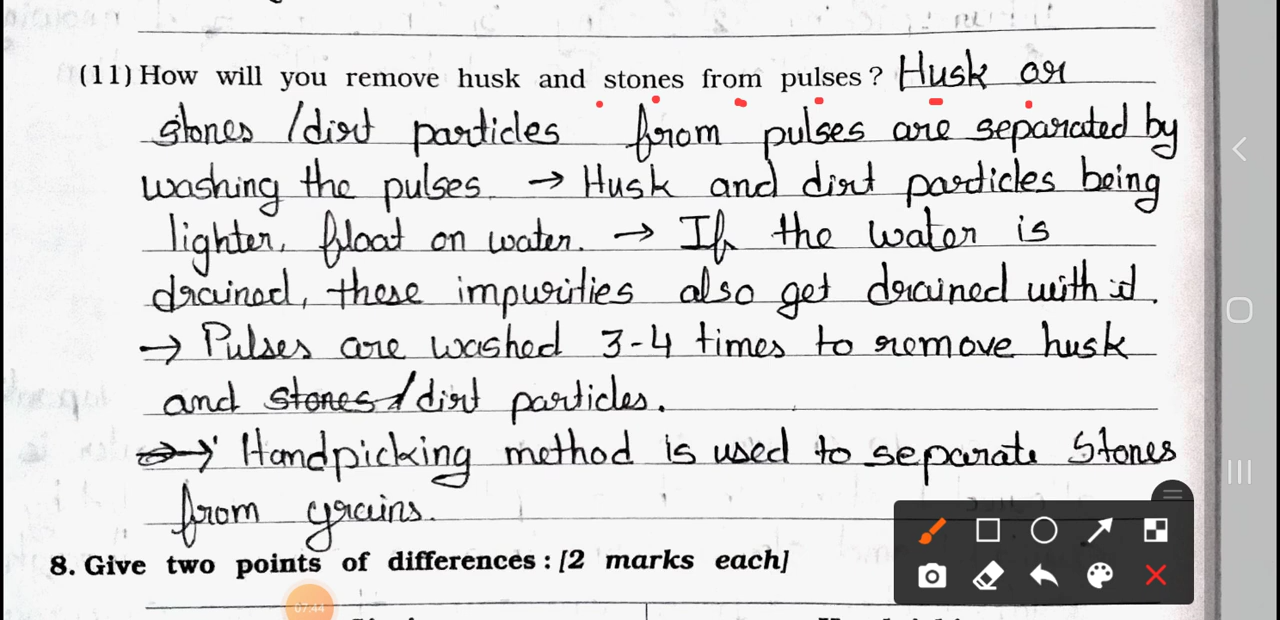 (11) How will you remove husk and stones from pulses ? Husk or
stones /dirt particles from pulses are separated by
washing the pulses. → Husk and dirt particles being
lighter, float on water. → If the water is
drained, these impurities also get drained with it.
→ Pulses are washed 3-4 times to remove husk
and stones/dirt particles.
→ Handpicking method is used to separate Stones
from grains.
8. Give two points of differences : [2 marks each]
07:44